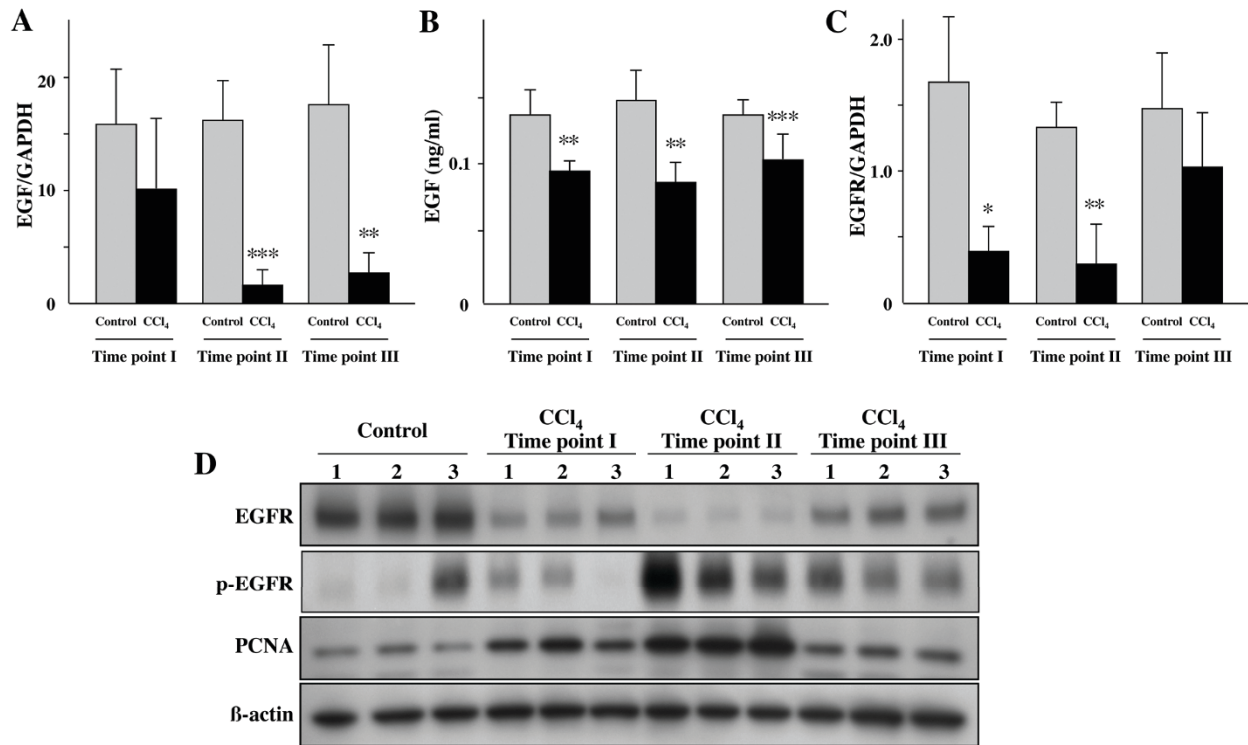 A
EGF/GAPDH
20
10
0
***
**
Control CCl₄ Control CCl₄ Control CCl₄
Time point I Time point II Time point III
B
EGF (ng/ml)
0.1
0
**
**
***
Control CCl₄ Control CCl₄ Control CCl₄
Time point I Time point II Time point III
C
EGFR/GAPDH
2.0
1.0
0
*
**
Control CCl₄ Control CCl₄ Control CCl₄
Time point I Time point II Time point III
D
Control
CCl₄
Time point I
CCl₄
Time point II
CCl₄
Time point III
1 2 3 1 2 3 1 2 3 1 2 3
EGFR
p-EGFR
PCNA
ß-actin